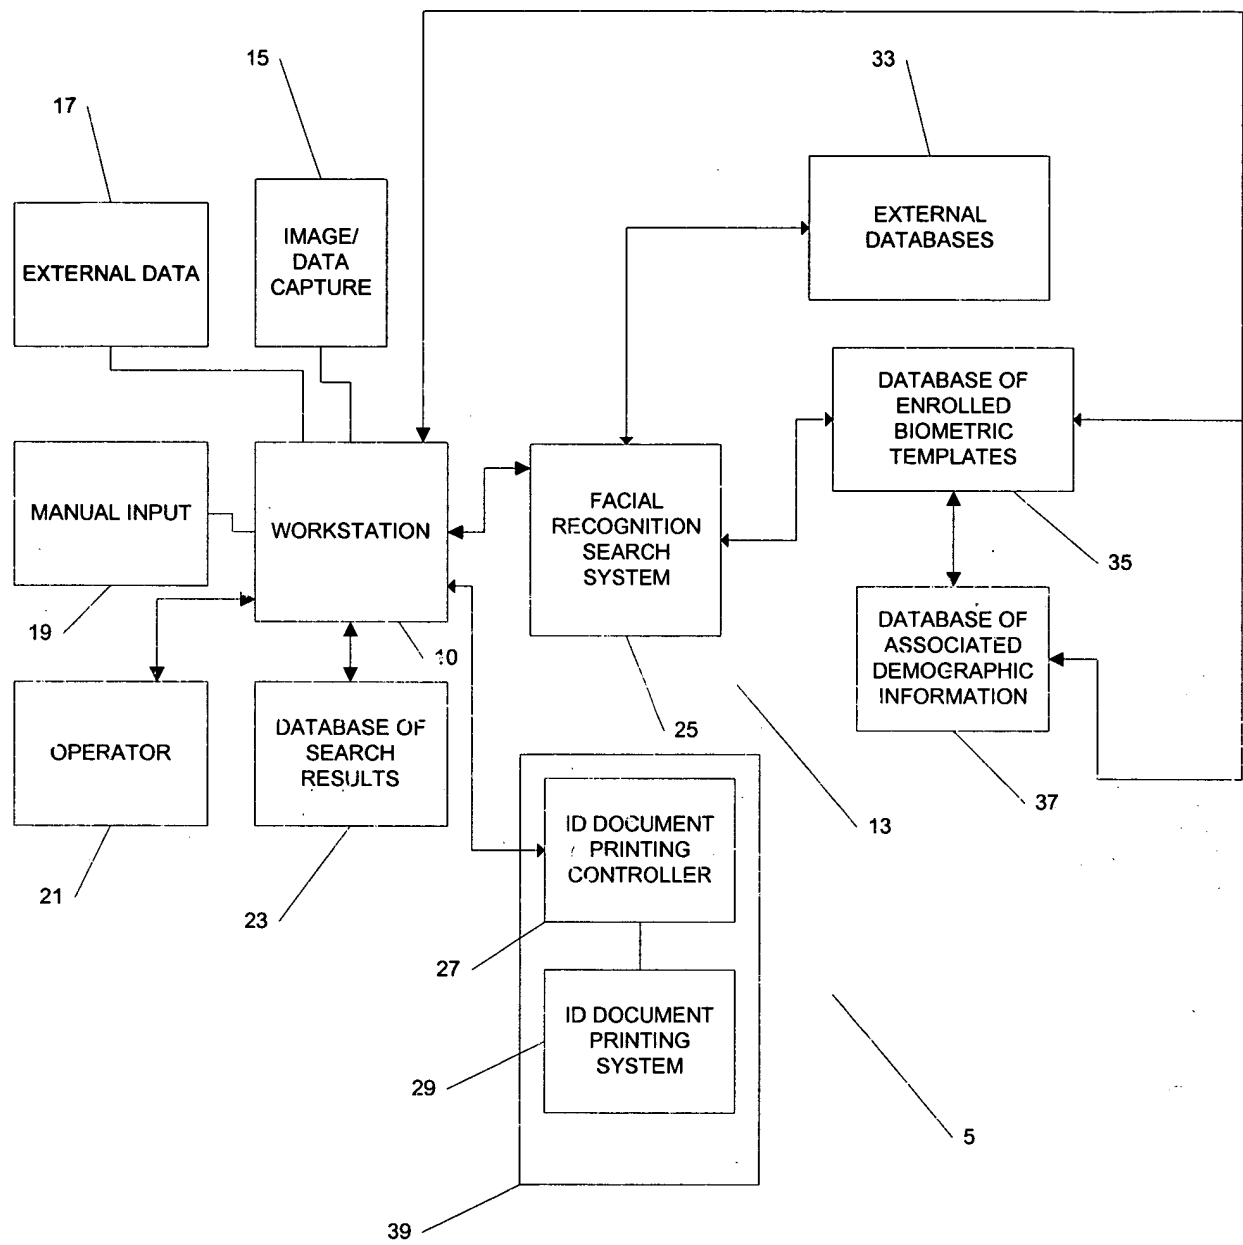 15
33
17
EXTERNAL DATA
IMAGE/
DATA
CAPTURE
EXTERNAL
DATABASES
DATABASE OF
ENROLLED
BIOMETRIC
TEMPLATES
MANUAL INPUT
WORKSTATION
FACIAL
RECOGNITION
SEARCH
SYSTEM
35
19
10
DATABASE OF
ASSOCIATED
DEMOGRAPHIC
INFORMATION
25
OPERATOR
DATABASE OF
SEARCH
RESULTS
37
13
ID DOCUMENT
PRINTING
CONTROLLER
21
23
27
ID DOCUMENT
PRINTING
SYSTEM
29
5
39